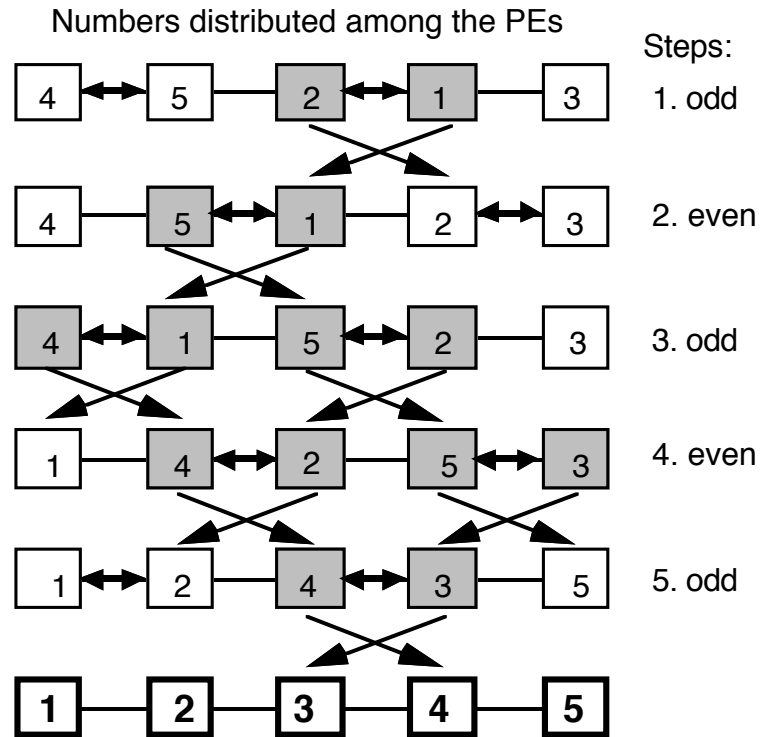 Numbers distributed among the PEs
Steps:
4 5 2 1 3 1. odd
4 5 1 2 3 2. even
4 1 5 2 3 3. odd
1 4 2 5 3 4. even
1 2 4 3 5 5. odd
1 2 3 4 5